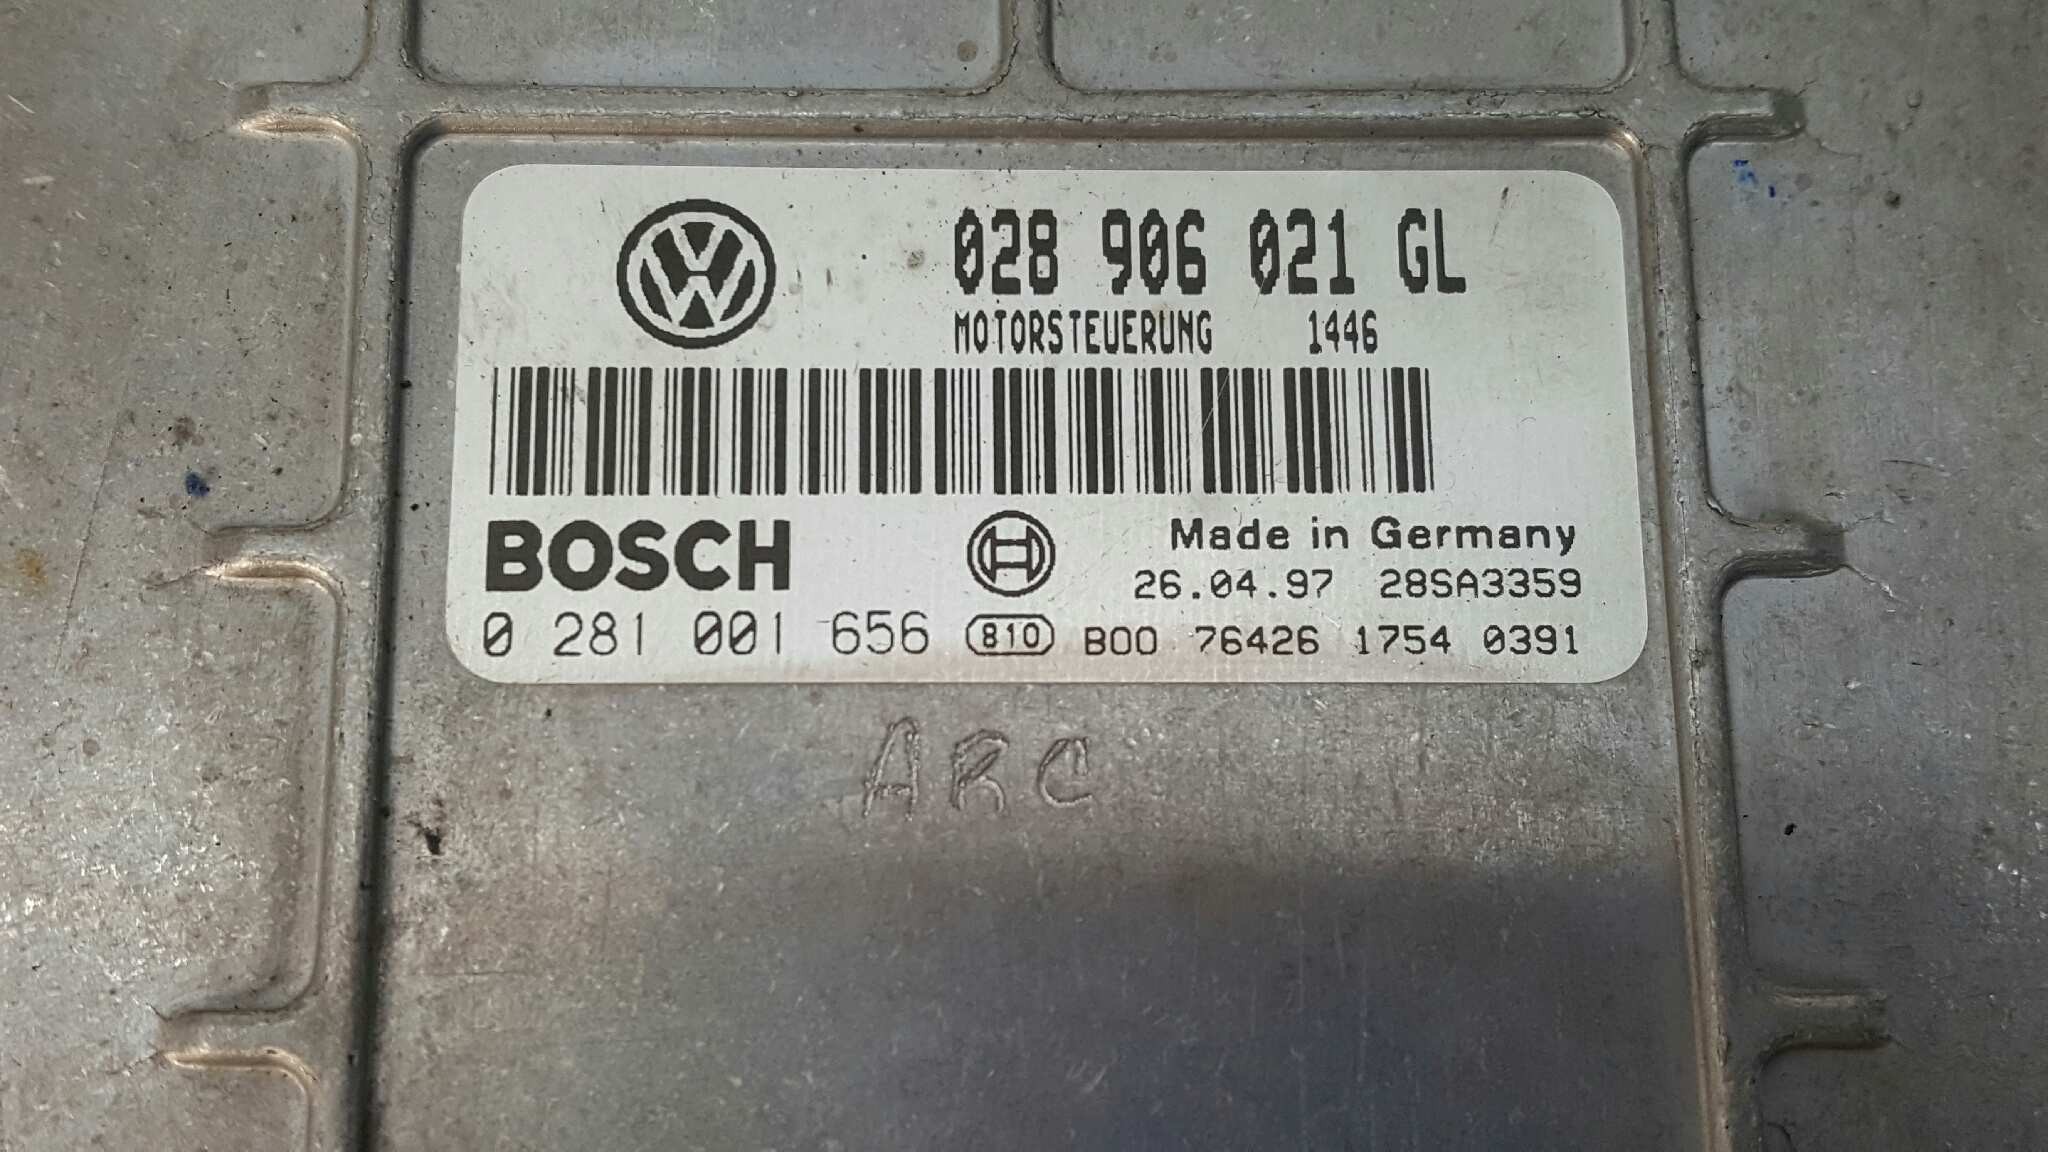 028 906 021 GL
MOTORSTEUERUNG 1446
BOSCH
Made in Germany
26.04.97 28SA3359
0 281 001 656 810 B00 76426 1754 0391
ARC